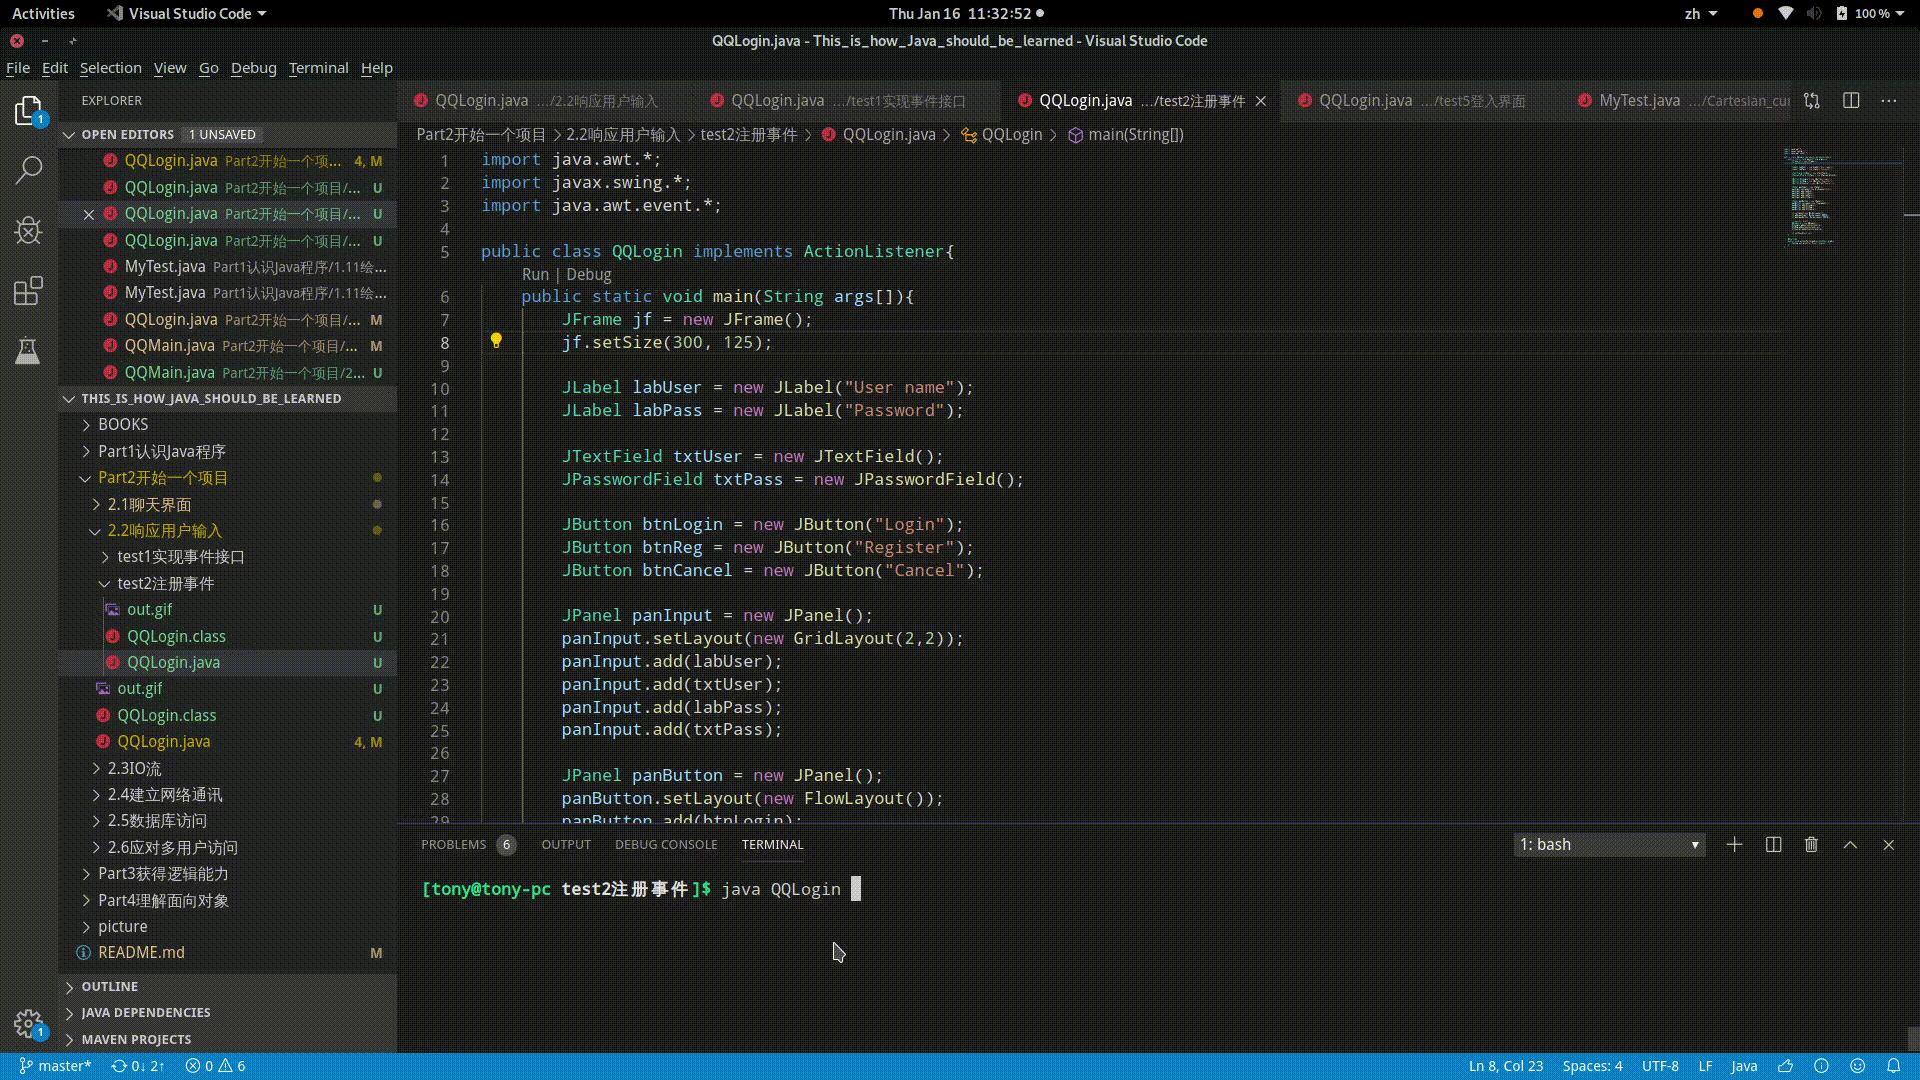 Activities
Visual Studio Code
Thu Jan 16 11:32:52
zh
100 %
QQLogin.java - This_is_how_Java_should_be_learned - Visual Studio Code
File Edit Selection View Go Debug Terminal Help
EXPLORER
OPEN EDITORS 1 UNSAVED
QQLogin.java Part2开始一个项... 4, M
QQLogin.java Part2开始一个项目/... U
QQLogin.java Part2开始一个项目/... U
QQLogin.java Part2开始一个项目/... U
MyTest.java Part1认识Java程序/1.11绘...
MyTest.java Part1认识Java程序/1.11绘...
QQLogin.java Part2开始一个项目/... M
QQMain.java Part2开始一个项目/... M
QQMain.java Part2开始一个项目/2... U
THIS_IS_HOW_JAVA_SHOULD_BE_LEARNED
BOOKS
Part1认识Java程序
Part2开始一个项目
2.1聊天界面
2.2响应用户输入
test1实现事件接口
test2注册事件
out.gif U
QQLogin.class U
QQLogin.java U
out.gif U
QQLogin.class U
QQLogin.java 4, M
2.3IO流
2.4建立网络通讯
2.5数据库访问
2.6应对多用户访问
Part3获得逻辑能力
Part4理解面向对象
picture
README.md M
OUTLINE
JAVA DEPENDENCIES
MAVEN PROJECTS
QQLogin.java .../2.2响应用户输入
QQLogin.java .../test1实现事件接口
QQLogin.java .../test2注册事件
QQLogin.java .../test5登入界面
MyTest.java .../Cartesian_cur
Part2开始一个项目 > 2.2响应用户输入 > test2注册事件 > QQLogin.java > QQLogin > main(String[])
1 import java.awt.*;
2 import javax.swing.*;
3 import java.awt.event.*;
4
5 public class QQLogin implements ActionListener{
Run | Debug
6 public static void main(String args[]){
7 JFrame jf = new JFrame();
8 jf.setSize(300, 125);
9
10 JLabel labUser = new JLabel("User name");
11 JLabel labPass = new JLabel("Password");
12
13 JTextField txtUser = new JTextField();
14 JPasswordField txtPass = new JPasswordField();
15
16 JButton btnLogin = new JButton("Login");
17 JButton btnReg = new JButton("Register");
18 JButton btnCancel = new JButton("Cancel");
19
20 JPanel panInput = new JPanel();
21 panInput.setLayout(new GridLayout(2,2));
22 panInput.add(labUser);
23 panInput.add(txtUser);
24 panInput.add(labPass);
25 panInput.add(txtPass);
26
27 JPanel panButton = new JPanel();
28 panButton.setLayout(new FlowLayout());
29 panButton.add(btnLogin);
PROBLEMS 6 OUTPUT DEBUG CONSOLE TERMINAL
1: bash
[tony@tony-pc test2注册事件]$ java QQLogin
master* 0↓ 2↑ 0 6
Ln 8, Col 23 Spaces: 4 UTF-8 LF Java
1
1